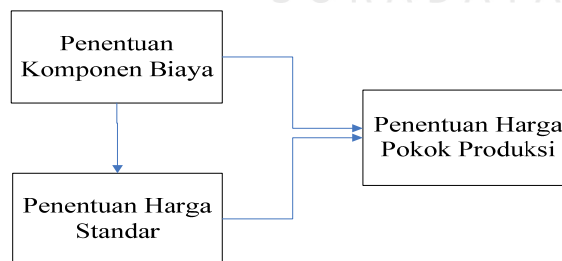 Penentuan
Komponen Biaya
Penentuan Harga
Pokok Produksi
Penentuan Harga
Standar